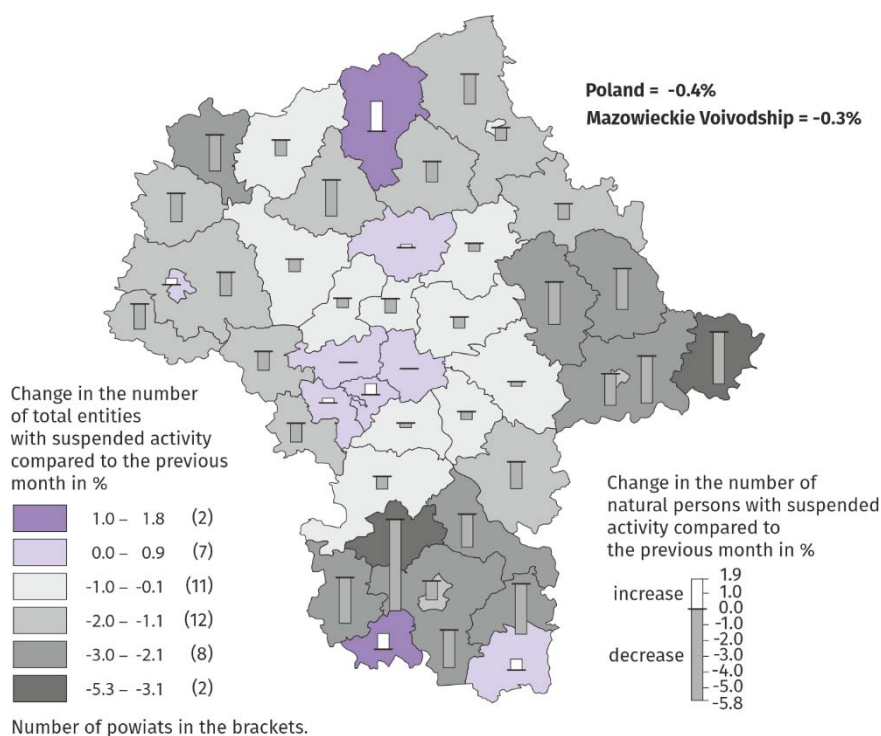 Poland = -0.4%
Mazowieckie Voivodship = -0.3%
Change in the number
of total entities
with suspended activity
compared to the previous
month in %
1.0 – 1.8 (2)
0.0 – 0.9 (7)
-1.0 – -0.1 (11)
-2.0 – -1.1 (12)
-3.0 – -2.1 (8)
-5.3 – -3.1 (2)
Number of powiats in the brackets.
Change in the number of
natural persons with suspended
activity compared to
the previous month in %
increase
decrease
1.9
1.0
0.0
-1.0
-2.0
-3.0
-4.0
-5.0
-5.8